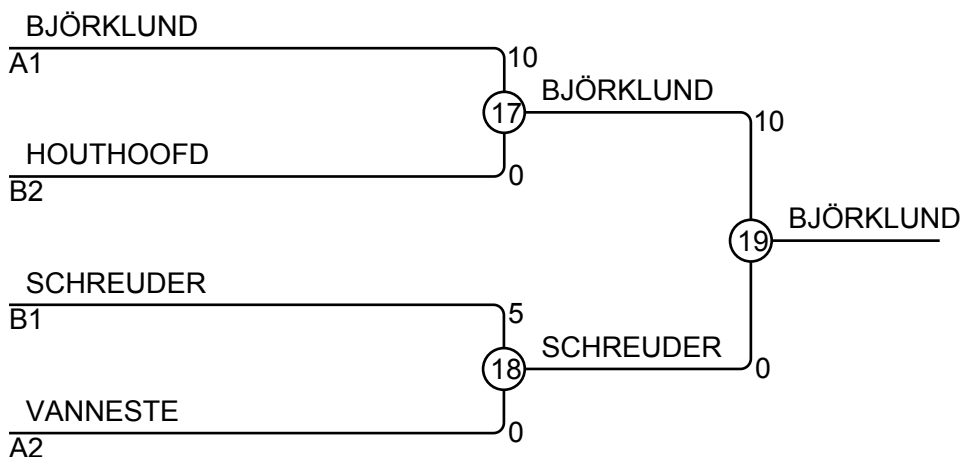 BJÖRKLUND
A1
10
17
BJÖRKLUND
10
HOUTHOOFD
B2
0
19
BJÖRKLUND
SCHREUDER
B1
5
18
SCHREUDER
0
VANNESTE
A2
0